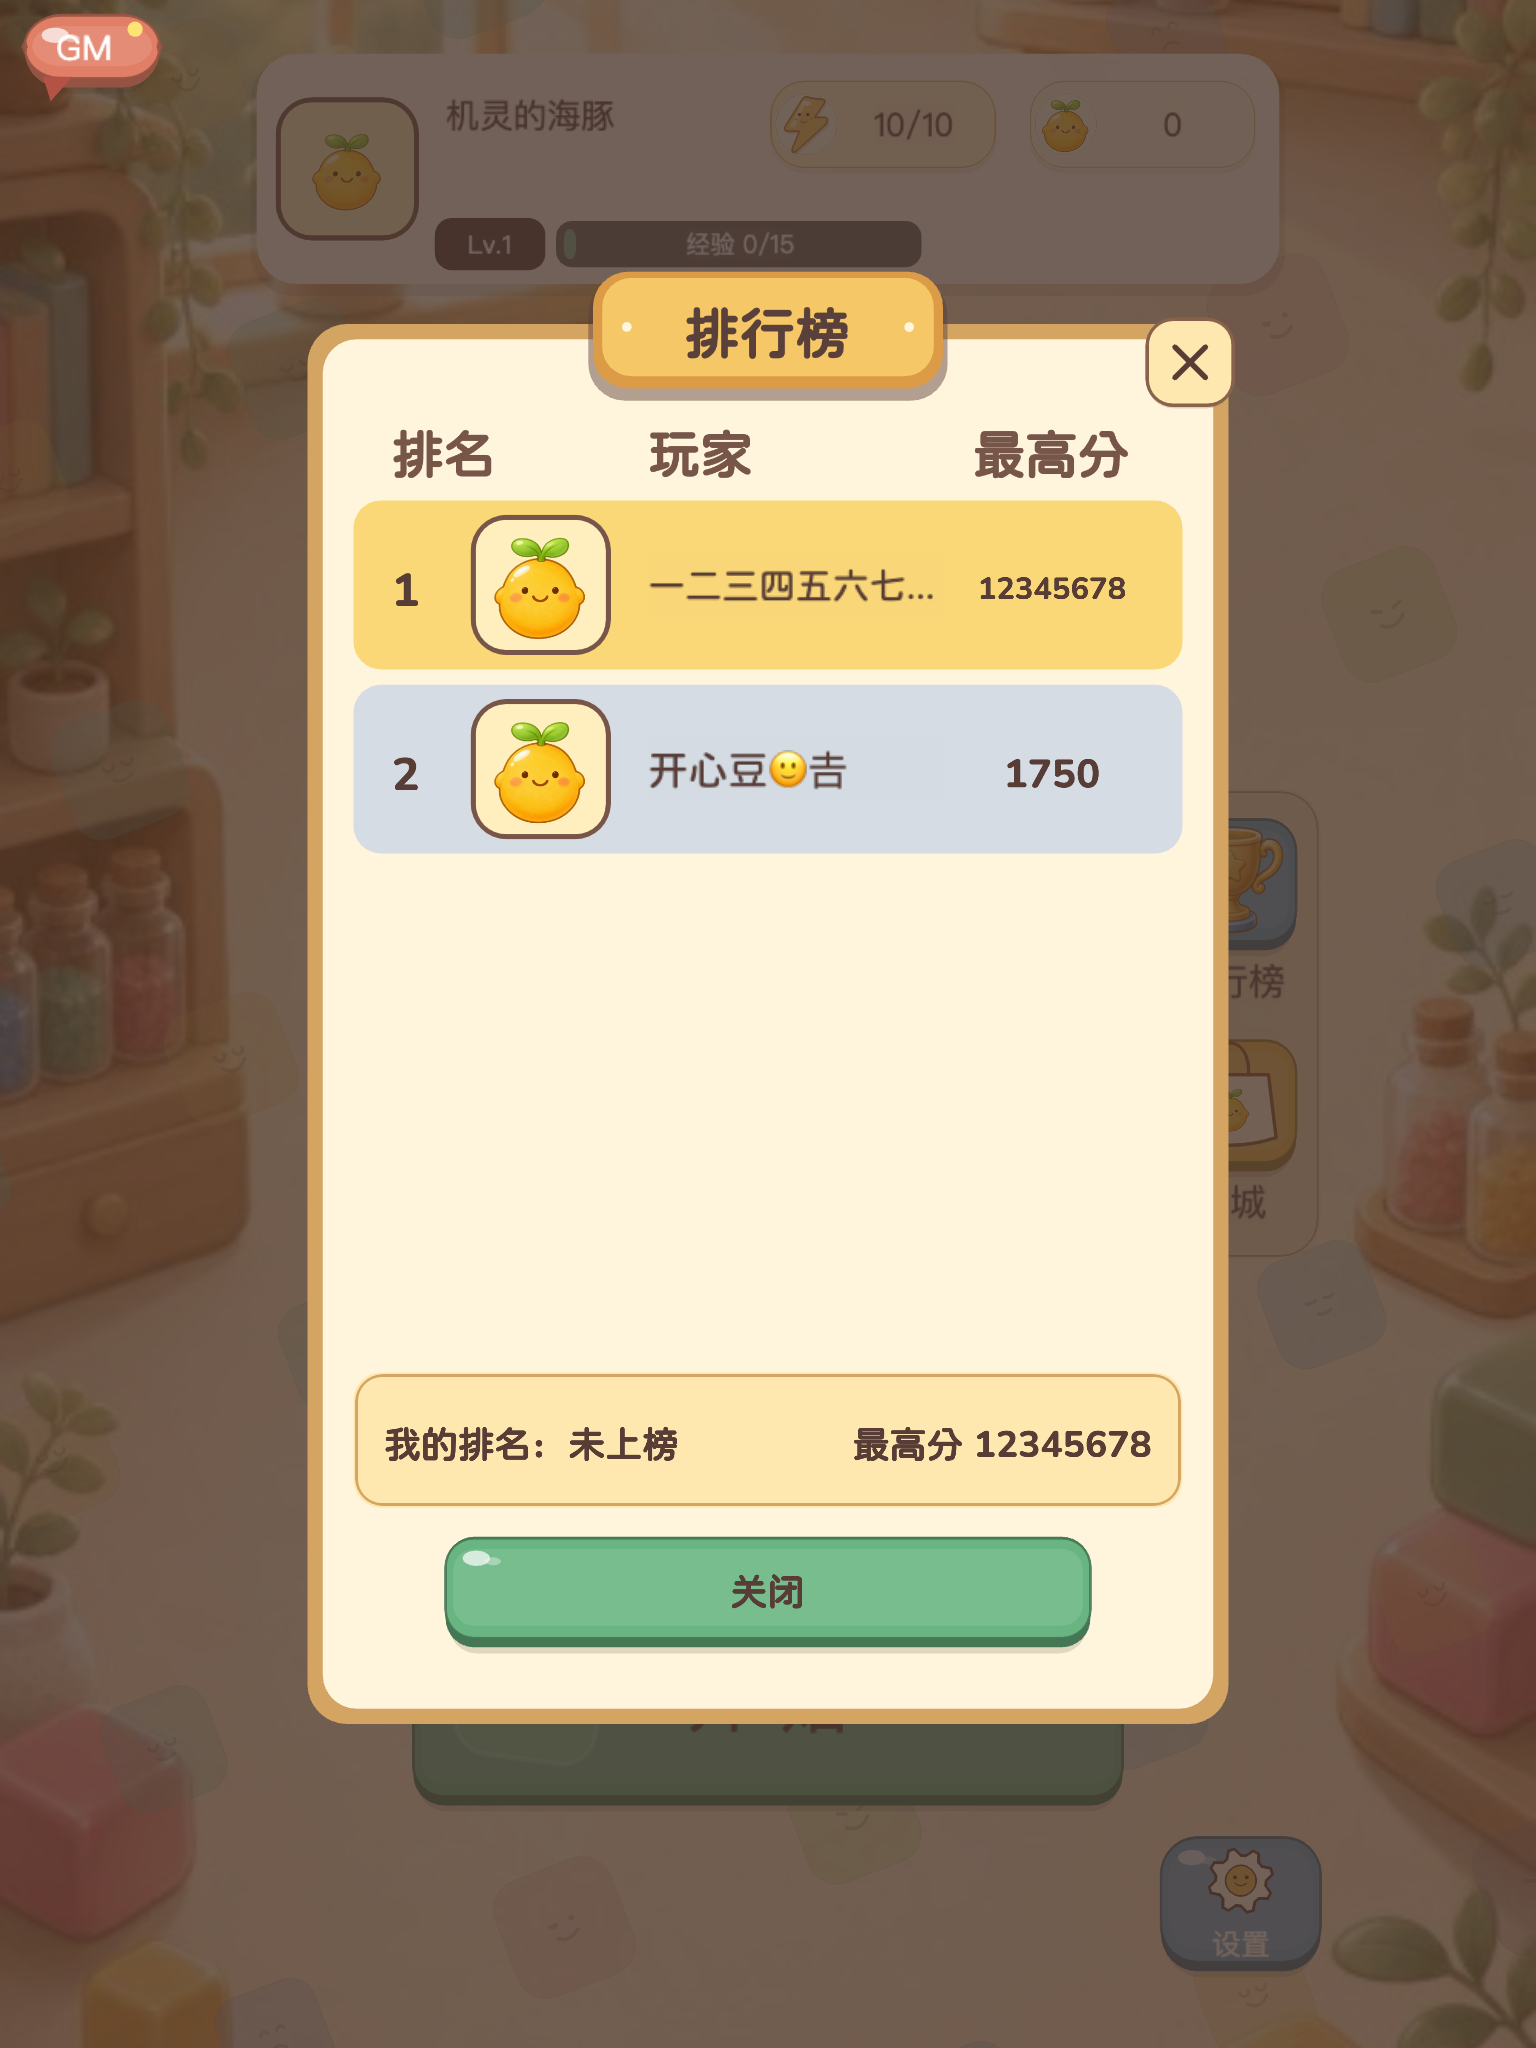 GM
机灵的海豚
10/10
0
Lv.1
经验 0/15
排行榜
排名 玩家 最高分
1 一二三四五六七... 12345678
2 开心豆🙂𠮷 1750
行榜
城
我的排名：未上榜 最高分 12345678
关闭
设置